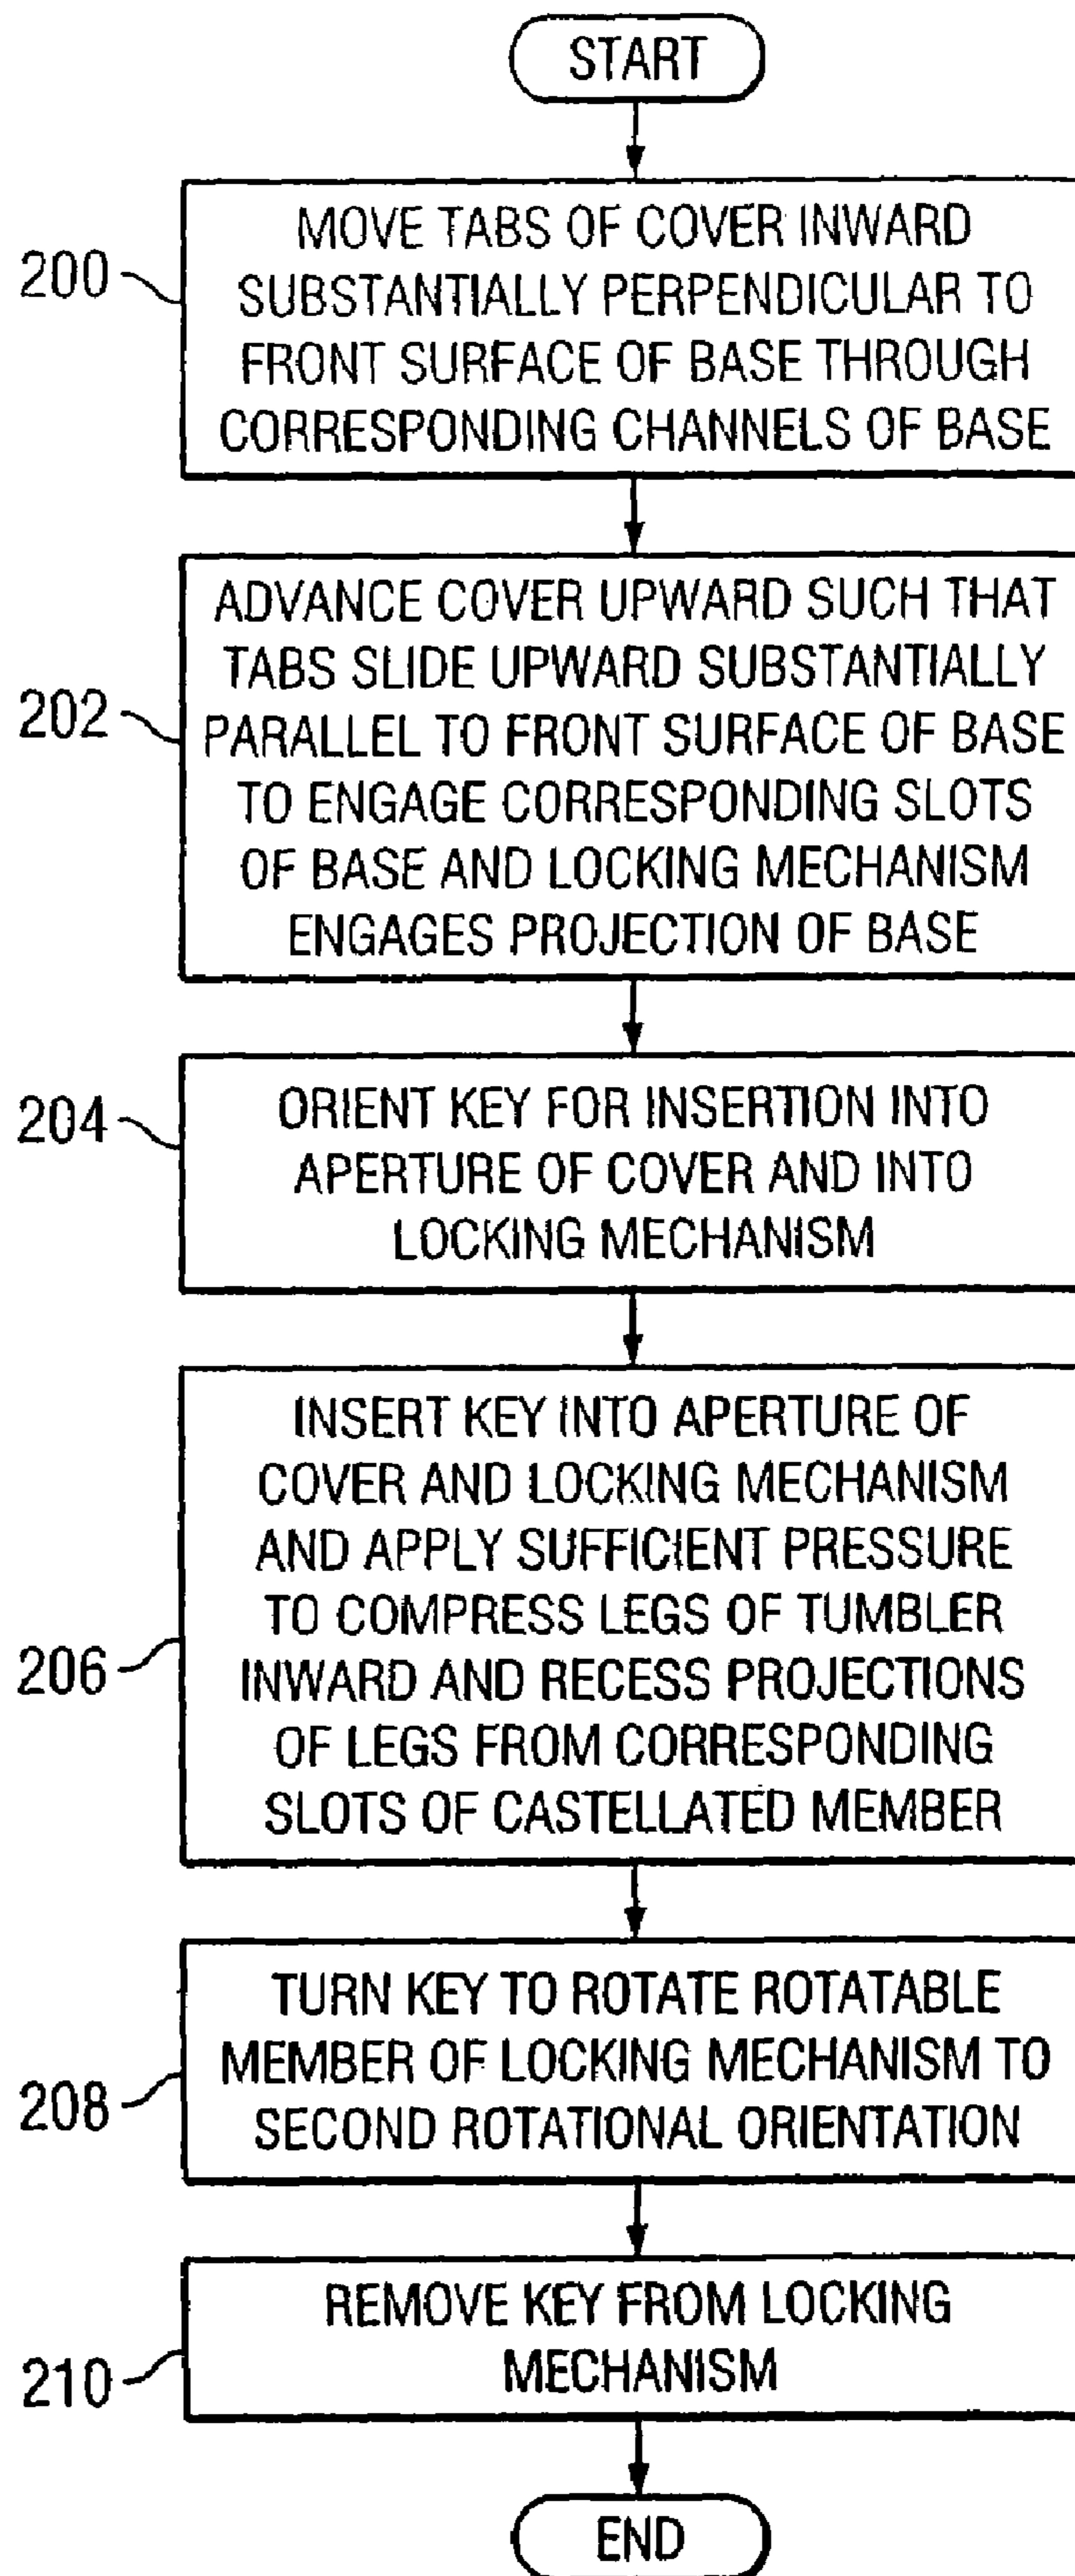 START
200
MOVE TABS OF COVER INWARD
SUBSTANTIALLY PERPENDICULAR TO
FRONT SURFACE OF BASE THROUGH
CORRESPONDING CHANNELS OF BASE
202
ADVANCE COVER UPWARD SUCH THAT
TABS SLIDE UPWARD SUBSTANTIALLY
PARALLEL TO FRONT SURFACE OF BASE
TO ENGAGE CORRESPONDING SLOTS
OF BASE AND LOCKING MECHANISM
ENGAGES PROJECTION OF BASE
204
ORIENT KEY FOR INSERTION INTO
APERTURE OF COVER AND INTO
LOCKING MECHANISM
206
INSERT KEY INTO APERTURE OF
COVER AND LOCKING MECHANISM
AND APPLY SUFFICIENT PRESSURE
TO COMPRESS LEGS OF TUMBLER
INWARD AND RECESS PROJECTIONS
OF LEGS FROM CORRESPONDING
SLOTS OF CASTELLATED MEMBER
208
TURN KEY TO ROTATE ROTATABLE
MEMBER OF LOCKING MECHANISM TO
SECOND ROTATIONAL ORIENTATION
210
REMOVE KEY FROM LOCKING
MECHANISM
END